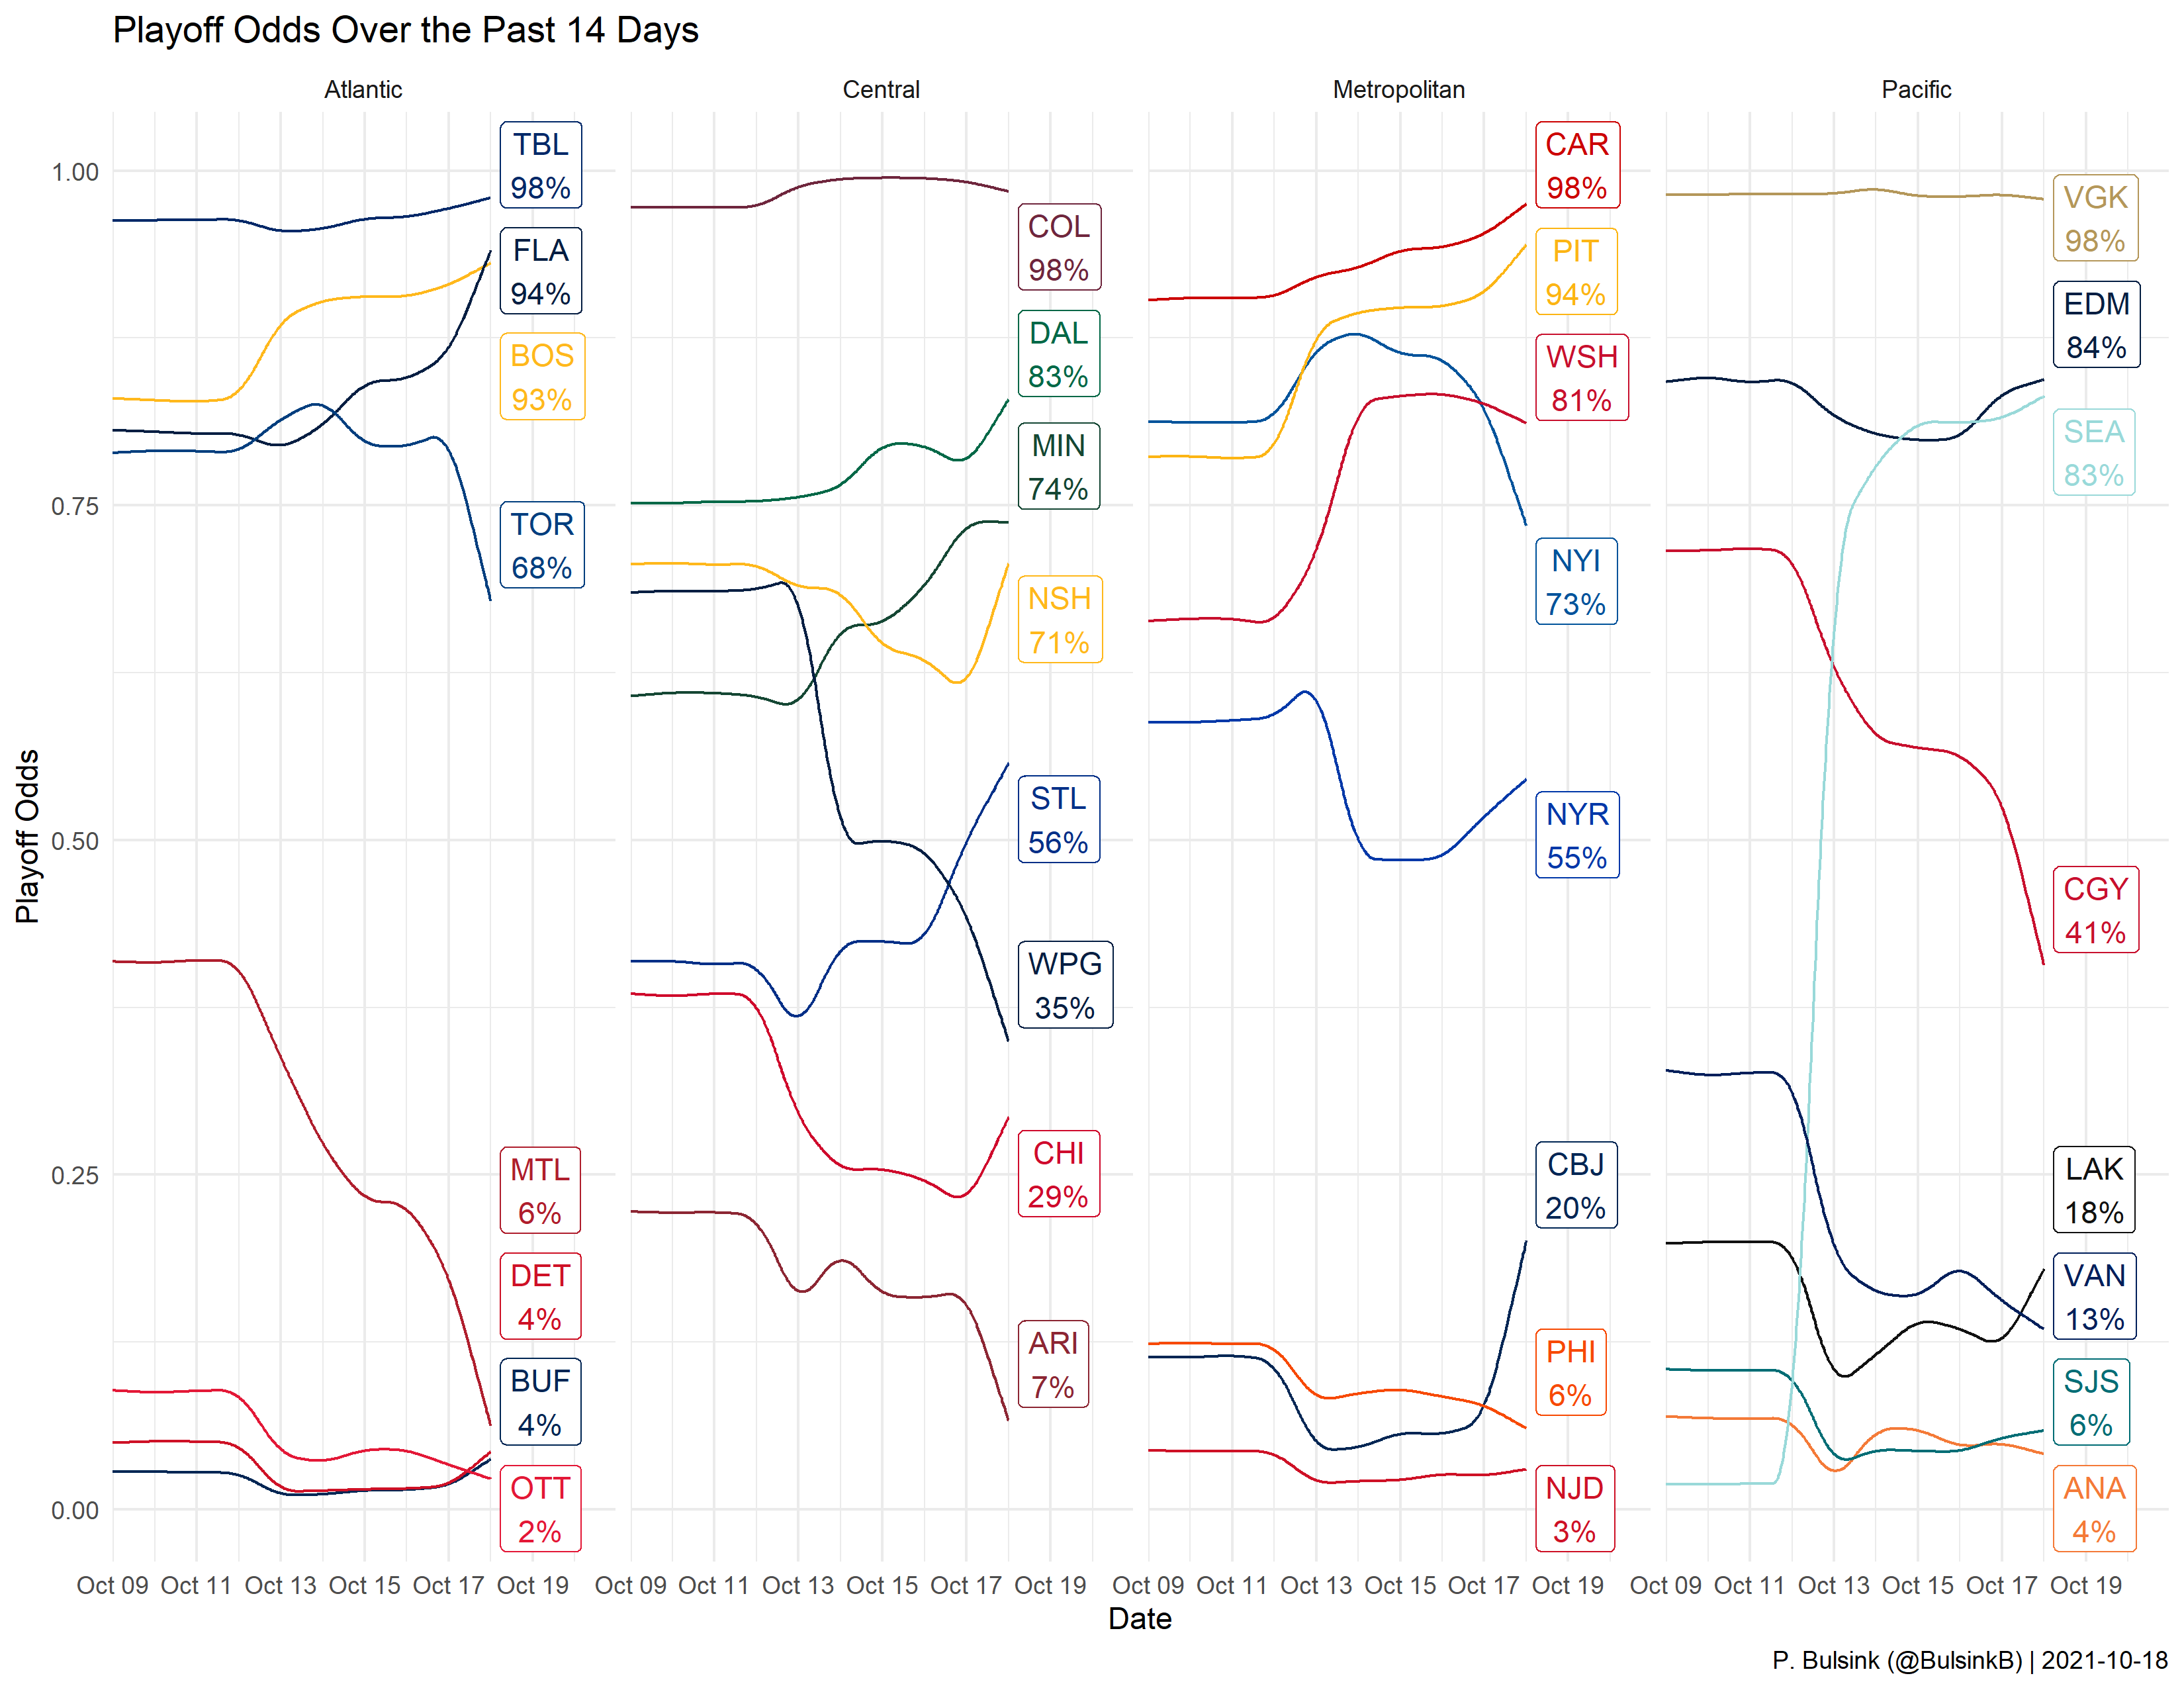 Playoff Odds Over the Past 14 Days
Atlantic
Central
Metropolitan
Pacific
Playoff Odds
1.00
0.75
0.50
0.25
0.00
TBL
98%
FLA
94%
BOS
93%
TOR
68%
MTL
6%
DET
4%
BUF
4%
OTT
2%
COL
98%
DAL
83%
MIN
74%
NSH
71%
STL
56%
WPG
35%
CHI
29%
ARI
7%
CAR
98%
PIT
94%
WSH
81%
NYI
73%
NYR
55%
CBJ
20%
PHI
6%
NJD
3%
VGK
98%
EDM
84%
SEA
83%
CGY
41%
LAK
18%
VAN
13%
SJS
6%
ANA
4%
Oct 09 Oct 11 Oct 13 Oct 15 Oct 17 Oct 19
Oct 09 Oct 11 Oct 13 Oct 15 Oct 17 Oct 19
Oct 09 Oct 11 Oct 13 Oct 15 Oct 17 Oct 19
Oct 09 Oct 11 Oct 13 Oct 15 Oct 17 Oct 19
Date
P. Bulsink (@BulsinkB) | 2021-10-18